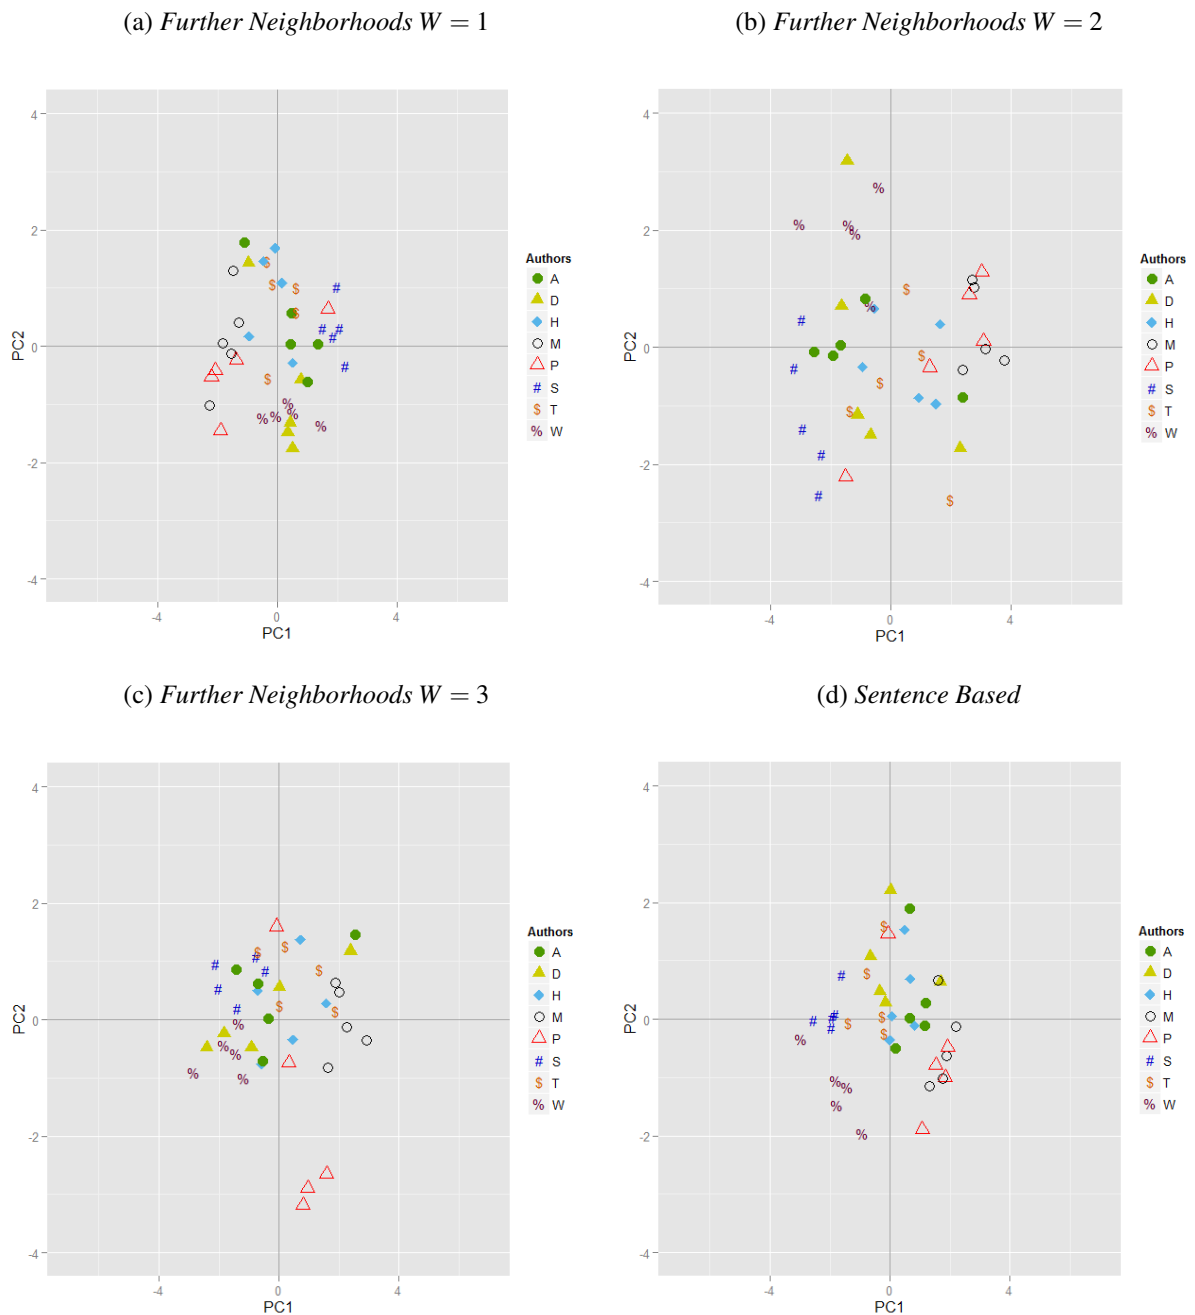 (a) Further Neighborhoods W = 1
(b) Further Neighborhoods W = 2
4
2
0
-2
-4
PC2
-4
0
4
PC1
Authors
A
D
H
M
P
# S
$ T
% W
4
2
0
-2
-4
PC2
-4
0
4
PC1
Authors
A
D
H
M
P
# S
$ T
% W
(c) Further Neighborhoods W = 3
(d) Sentence Based
4
2
0
-2
-4
PC2
-4
0
4
PC1
Authors
A
D
H
M
P
# S
$ T
% W
4
2
0
-2
-4
PC2
-4
0
4
PC1
Authors
A
D
H
M
P
# S
$ T
% W